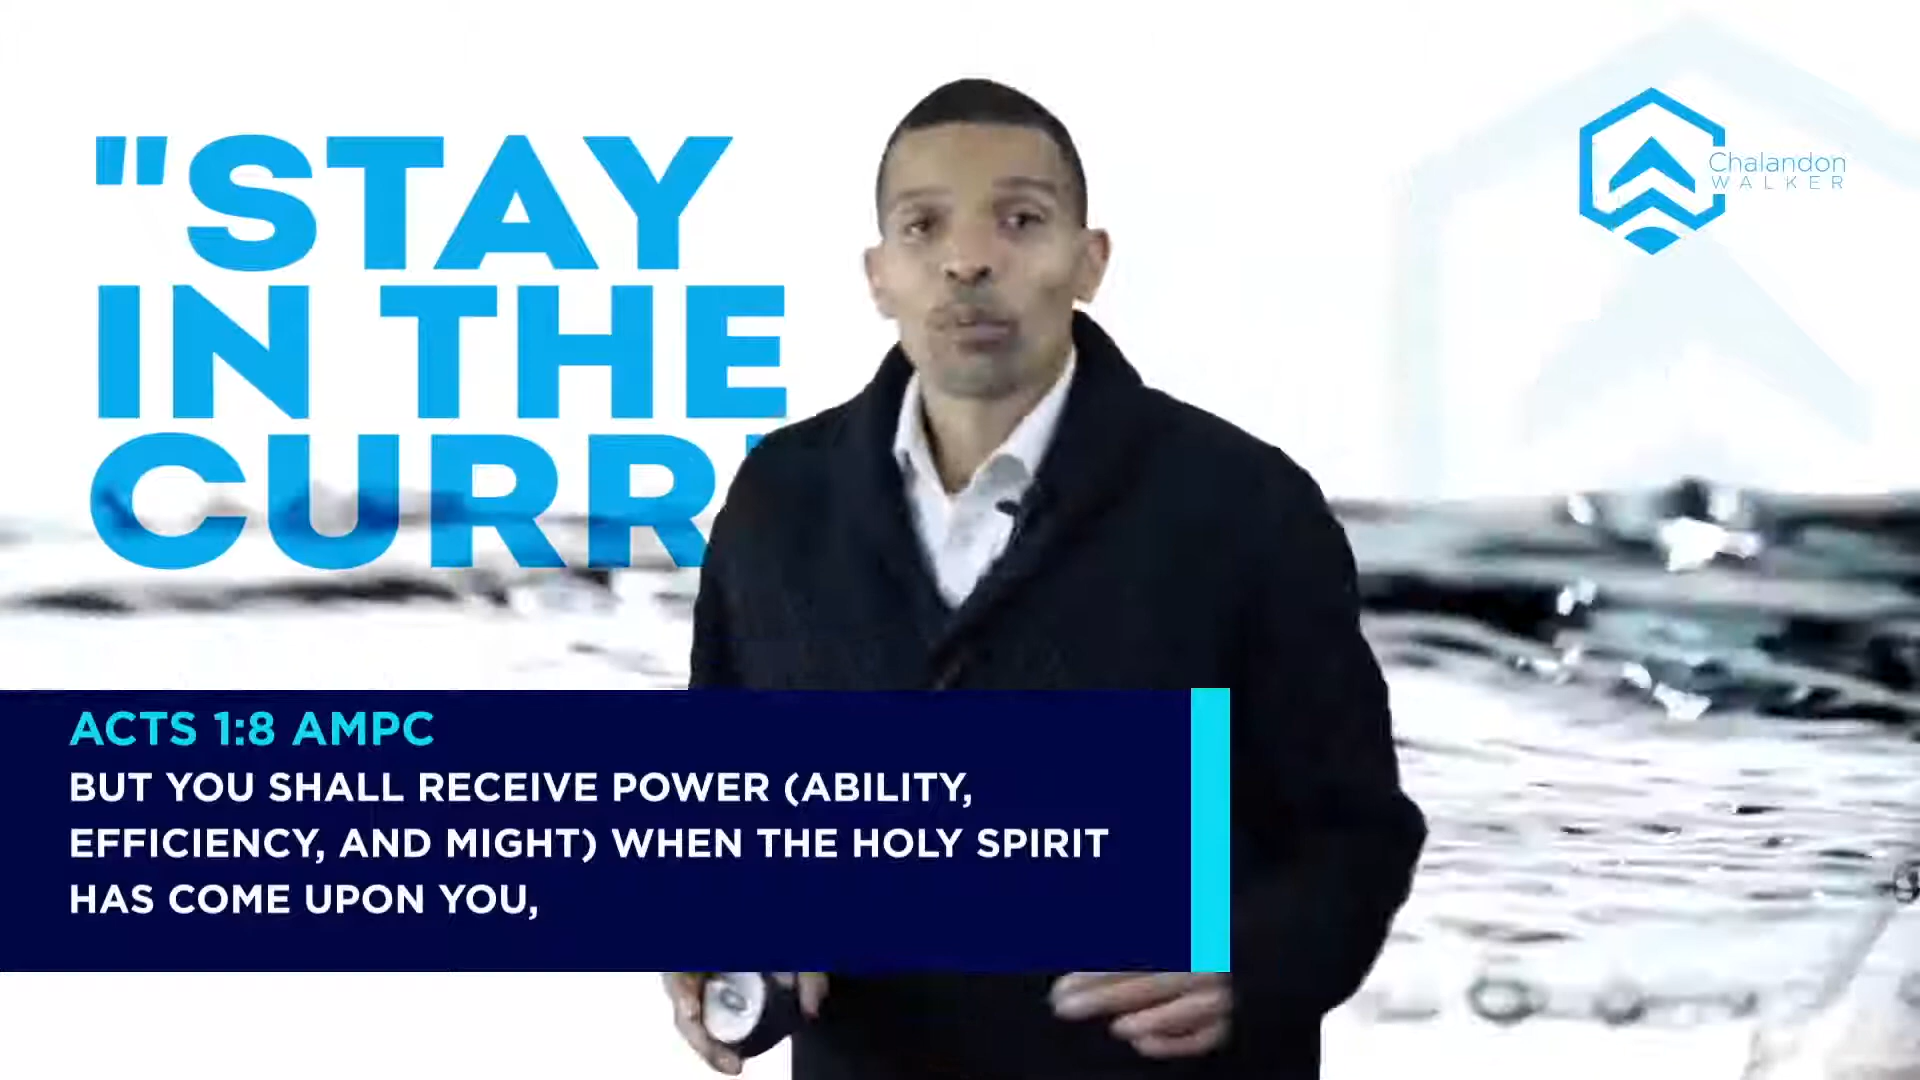 "STAY
IN THE
CURR
Chalandon
WALKER
ACTS 1:8 AMPC
BUT YOU SHALL RECEIVE POWER (ABILITY,
EFFICIENCY, AND MIGHT) WHEN THE HOLY SPIRIT
HAS COME UPON YOU,